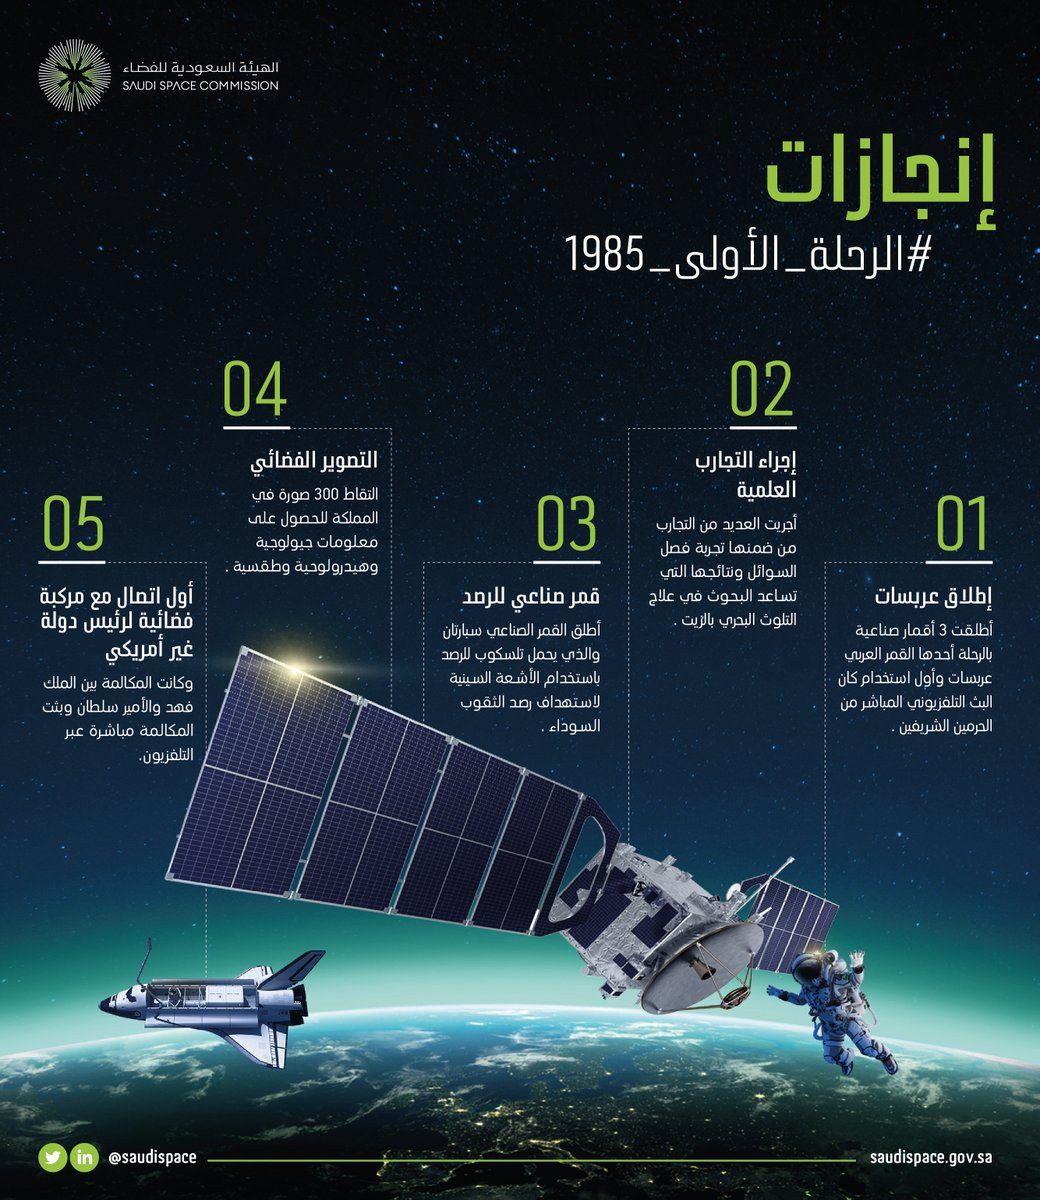 الهيئة السعودية للفضاء
SAUDI SPACE COMMISSION
إنجازات
#الرحلة_الأولى_1985
01
إطلاق عربسات
أطلقت 3 أقمار صناعية
بالرحلة أحدها القمر العربي
عربسات وأول استخدام كان
البث التلفزيوني المباشر من
الحرمين الشريفين .
02
إجراء التجارب
العلمية
أجريت العديد من التجارب
من ضمنها تجربة فصل
السوائل ونتائجها التي
تساعد البحوث في علاج
التلوث البحري بالزيت .
03
قمر صناعي للرصد
أطلق القمر الصناعي سبارتان
والذي يحمل تلسكوب للرصد
باستخدام الأشعة السينية
لاستهداف رصد الثقوب
السوداء .
04
التصوير الفضائي
التقاط 300 صورة في
المملكة للحصول على
معلومات جيولوجية
وهيدرولوحية وطقسية .
05
أول اتصال مع مركبة
فضائية لرئيس دولة
غير أمريكي
وكانت المكالمة بين الملك
فهد والأمير سلطان وبثت
المكالمة مباشرة عبر
التلفزيون.
@saudispace
saudispace.gov.sa